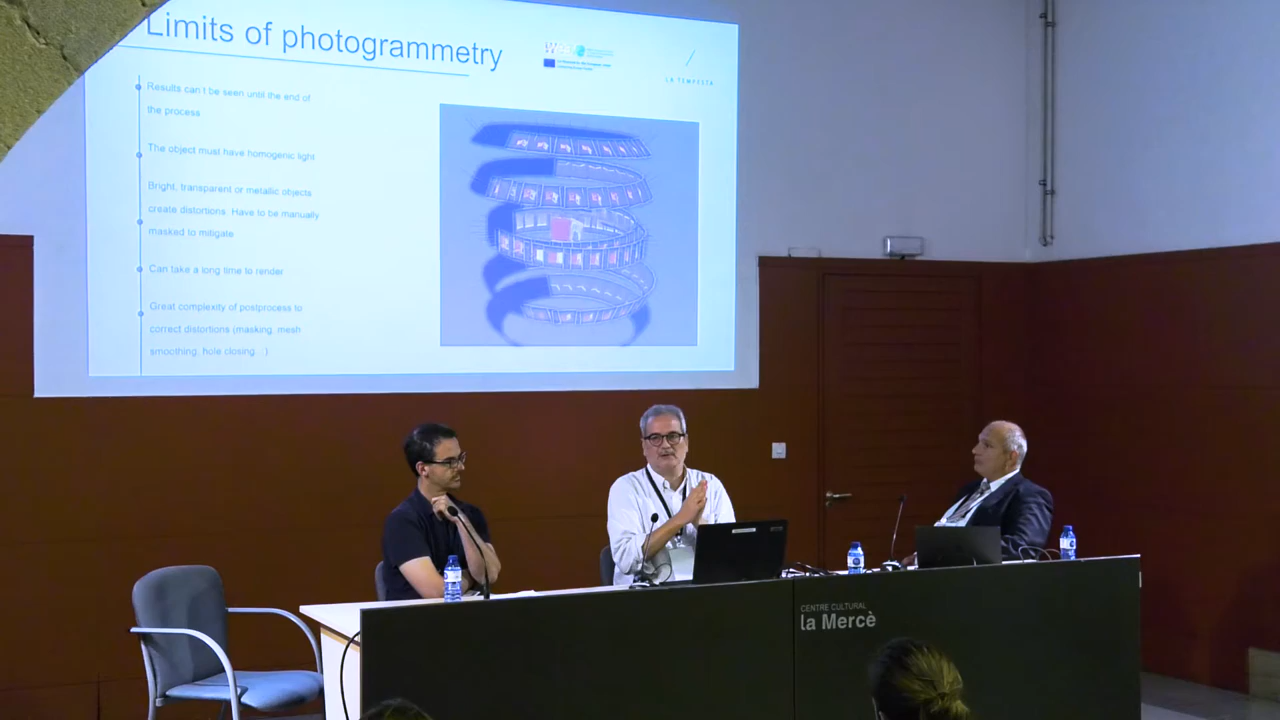 Limits of photogrammetry
LA TEMPESTA
Results can't be seen until the end of
the process
The object must have homogenic light
Bright, transparent or metallic objects
create distortions. Have to be manually
masked to mitigate
Can take a long time to render
Great complexity of postprocess to
correct distortions (masking, mesh
smoothing, hole closing...)
CENTRE CULTURAL
la Mercè